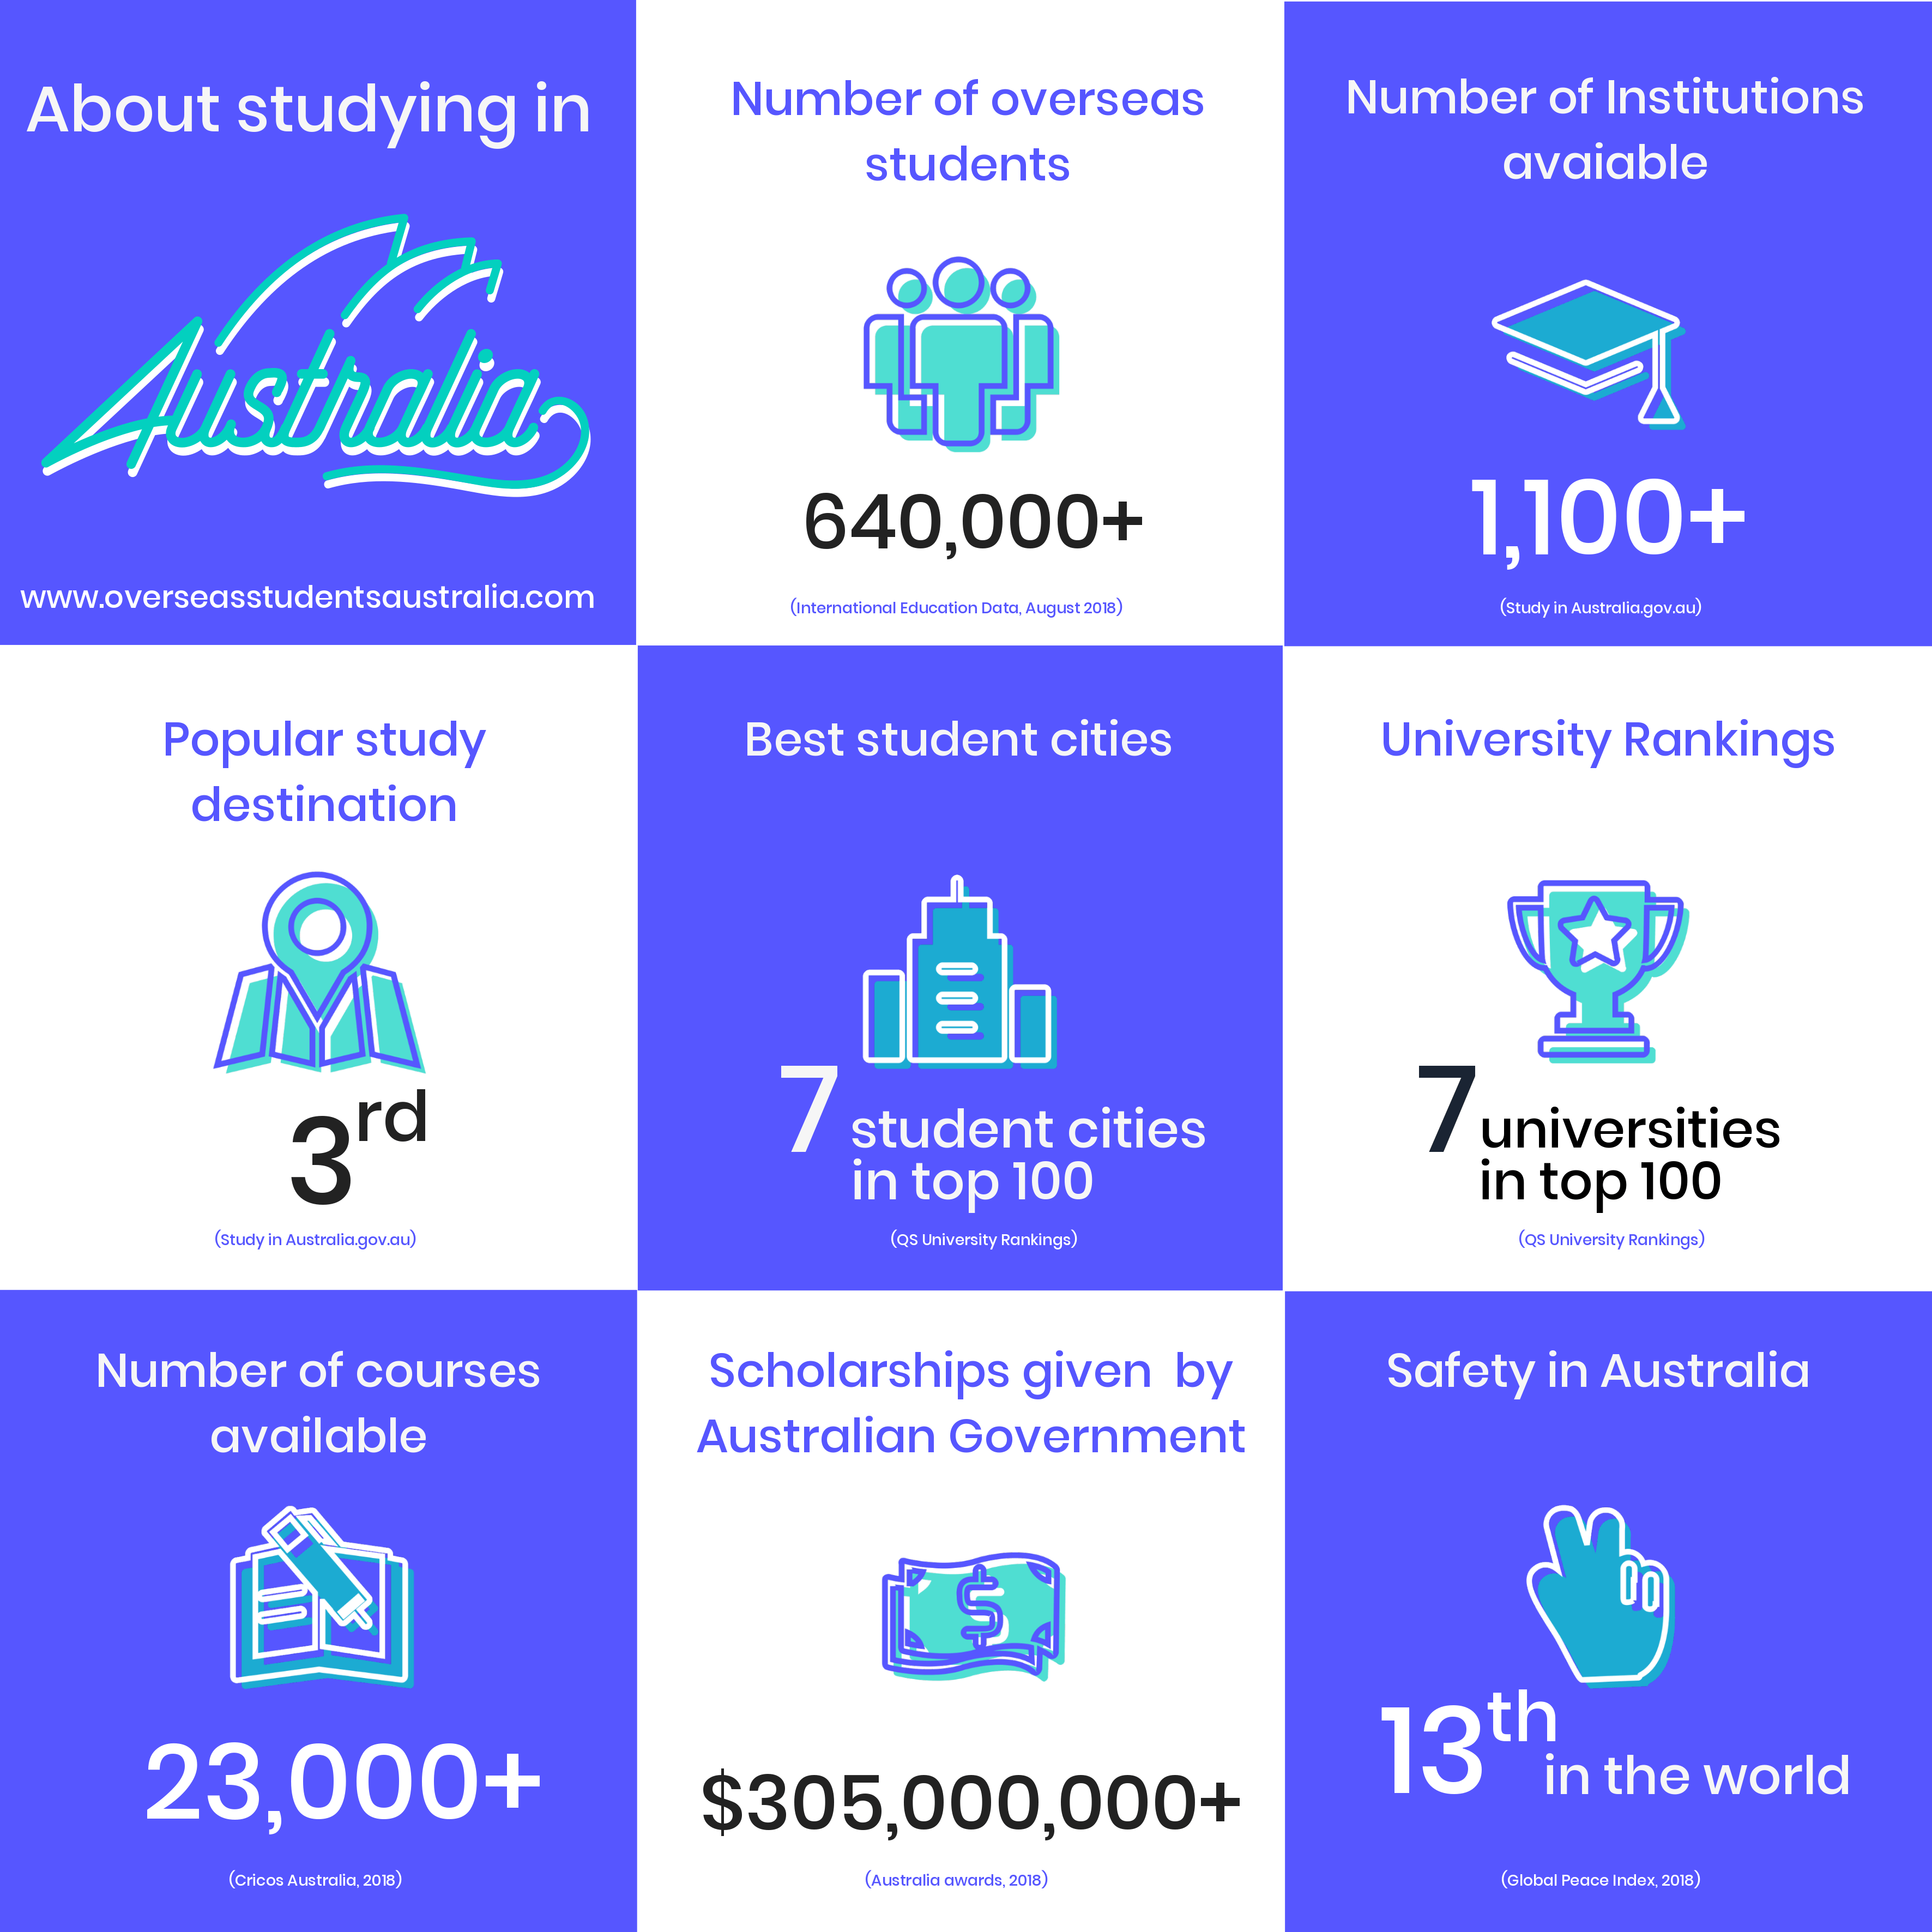 About studying in
Australia
www.overseasstudentsaustralia.com
Number of overseas
students
640,000+
(International Education Data, August 2018)
Number of Institutions
avaiable
1,100+
(Study in Australia.gov.au)
Popular study
destination
3rd
(Study in Australia.gov.au)
Best student cities
7 student cities
in top 100
(QS University Rankings)
University Rankings
7 universities
in top 100
(QS University Rankings)
Number of courses
available
23,000+
(Cricos Australia, 2018)
Scholarships given  by
Australian Government
$
$305,000,000+
(Australia awards, 2018)
Safety in Australia
13th
in the world
(Global Peace Index, 2018)